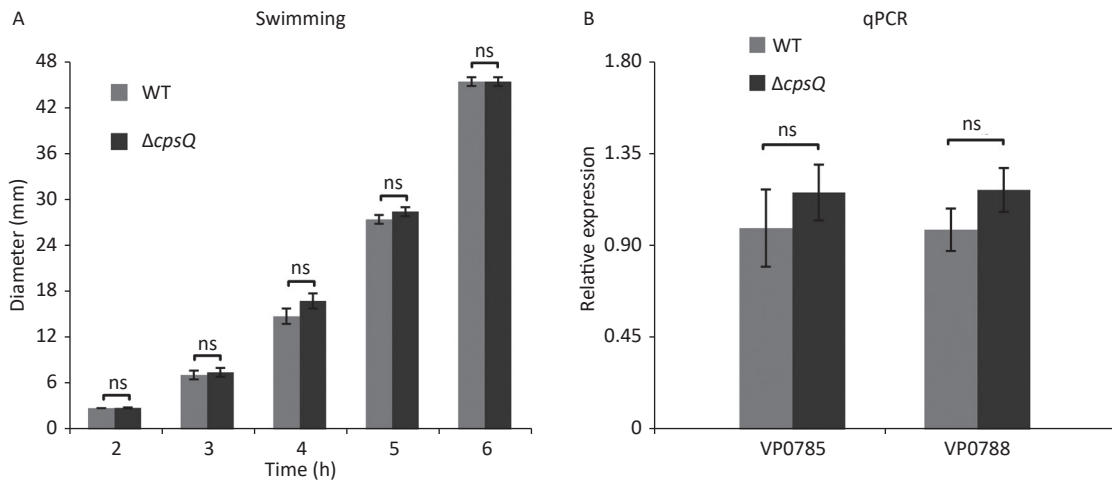 A
Swimming
Diameter (mm)
48
42
36
30
24
18
12
6
0
WT
ΔcpsQ
ns
ns
ns
ns
ns
2 3 4 5 6
Time (h)
B
qPCR
Relative expression
1.80
1.35
0.90
0.45
0
WT
ΔcpsQ
ns
ns
VP0785 VP0788